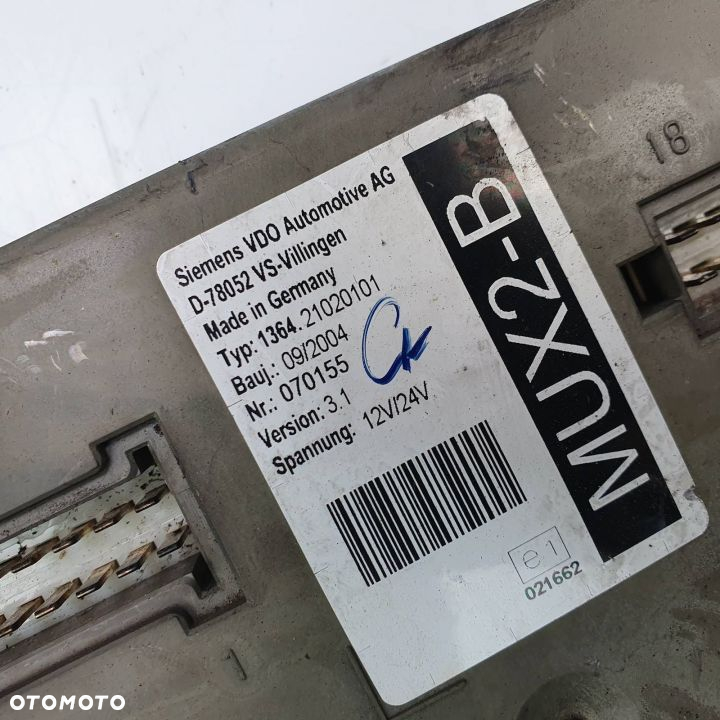 Siemens VDO Automotive AG
D-78052 VS-Villingen
Made in Germany
Typ: 1364.21020101
Bauj.: 09/2004
Nr.: 070155
Version: 3.1
Spannung: 12V/24V
MUX2-B
e1
021662
18
1
OTOMOTO